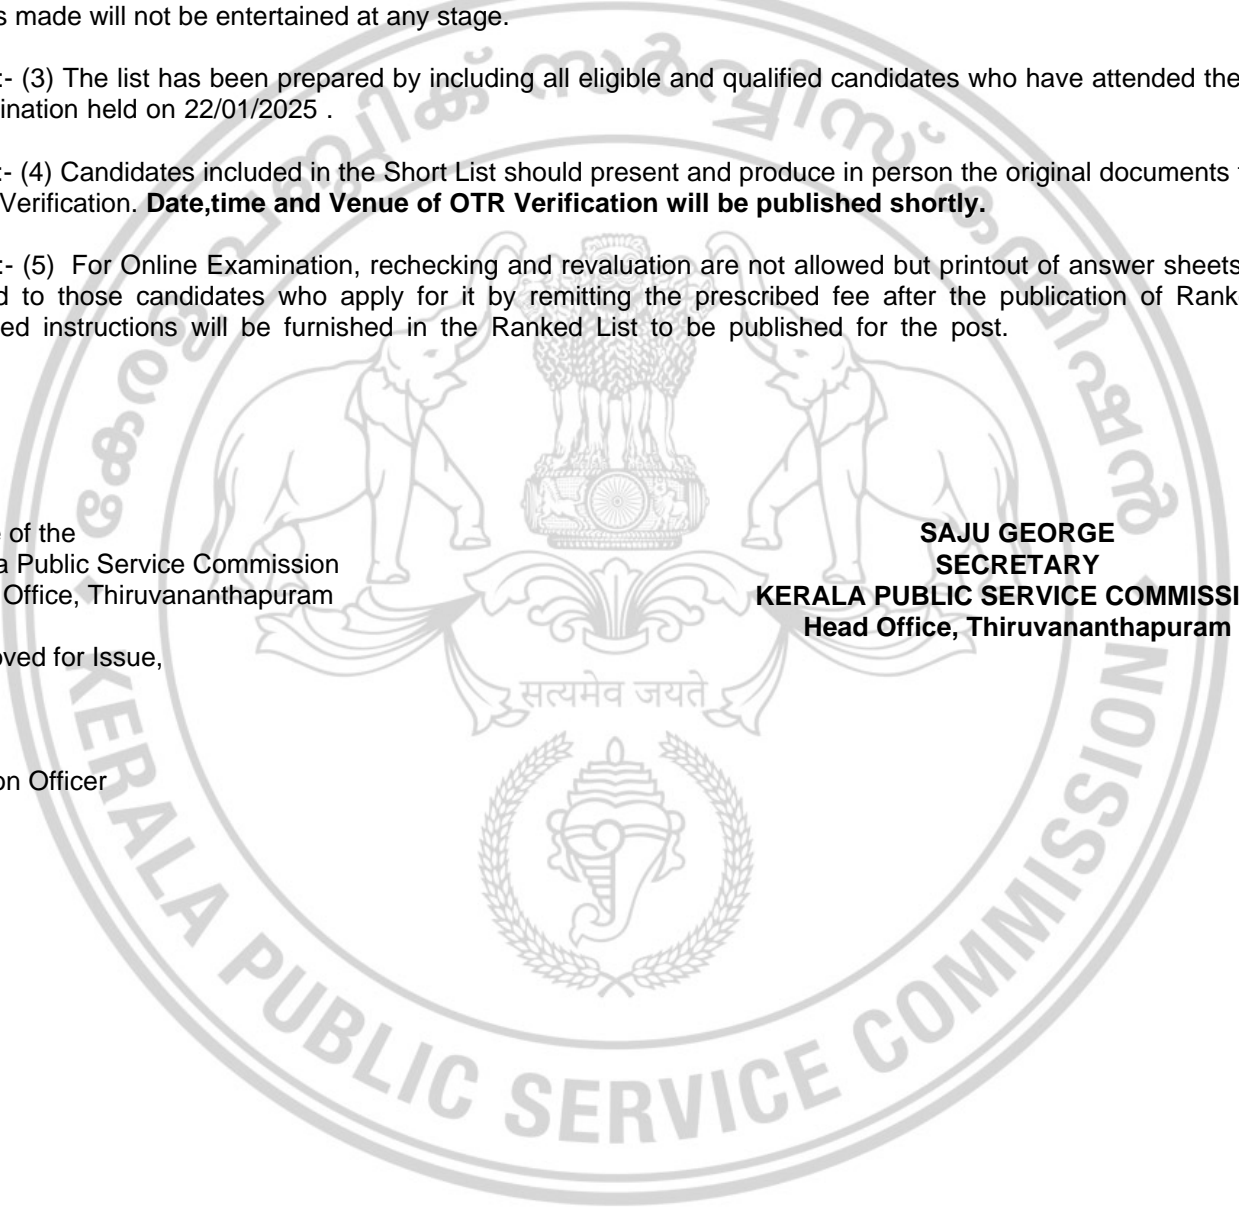 s made will not be entertained at any stage.
:- (3) The list has been prepared by including all eligible and qualified candidates who have attended the
ination held on 22/01/2025 .
:- (4) Candidates included in the Short List should present and produce in person the original documents
Verification. Date,time and Venue of OTR Verification will be published shortly.
:- (5) For Online Examination, rechecking and revaluation are not allowed but printout of answer sheets
d to those candidates who apply for it by remitting the prescribed fee after the publication of Rank
ed instructions will be furnished in the Ranked List to be published for the post.
of the
a Public Service Commission
Office, Thiruvananthapuram
oved for Issue,
on Officer
SAJU GEORGE
SECRETARY
KERALA PUBLIC SERVICE COMMISSI
Head Office, Thiruvananthapuram
കേരള പബ്ലിക് സർവ്വീസ് കമ്മീഷൻ
सत्यमेव जयते
KERALA PUBLIC SERVICE COMMISSION